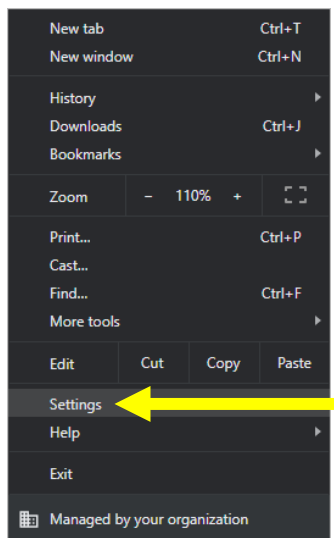 New tab Ctrl+T
New window Ctrl+N
History
Downloads Ctrl+J
Bookmarks
Zoom - 110% +
Print... Ctrl+P
Cast...
Find... Ctrl+F
More tools
Edit Cut Copy Paste
Settings
Help
Exit
Managed by your organization